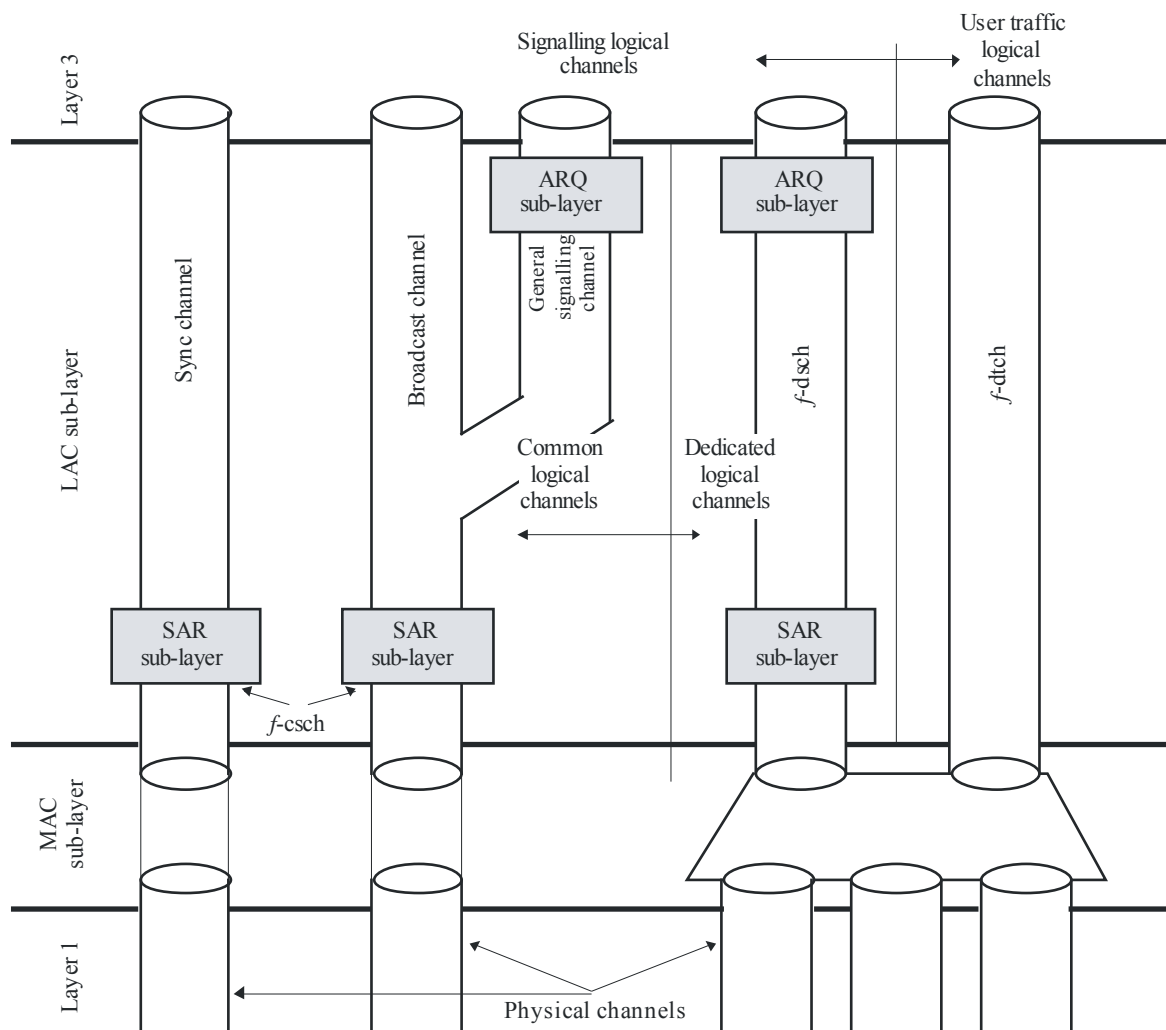 Signalling logical
channels
User traffic
logical
channels
Layer 3
ARQ
sub-layer
ARQ
sub-layer
LAC sub-layer
Sync channel
Broadcast channel
General
signalling
channel
f-dsch
f-dtch
Common
logical
channels
Dedicated
logical
channels
SAR
sub-layer
SAR
sub-layer
SAR
sub-layer
f-csch
MAC
sub-layer
Layer 1
Physical channels